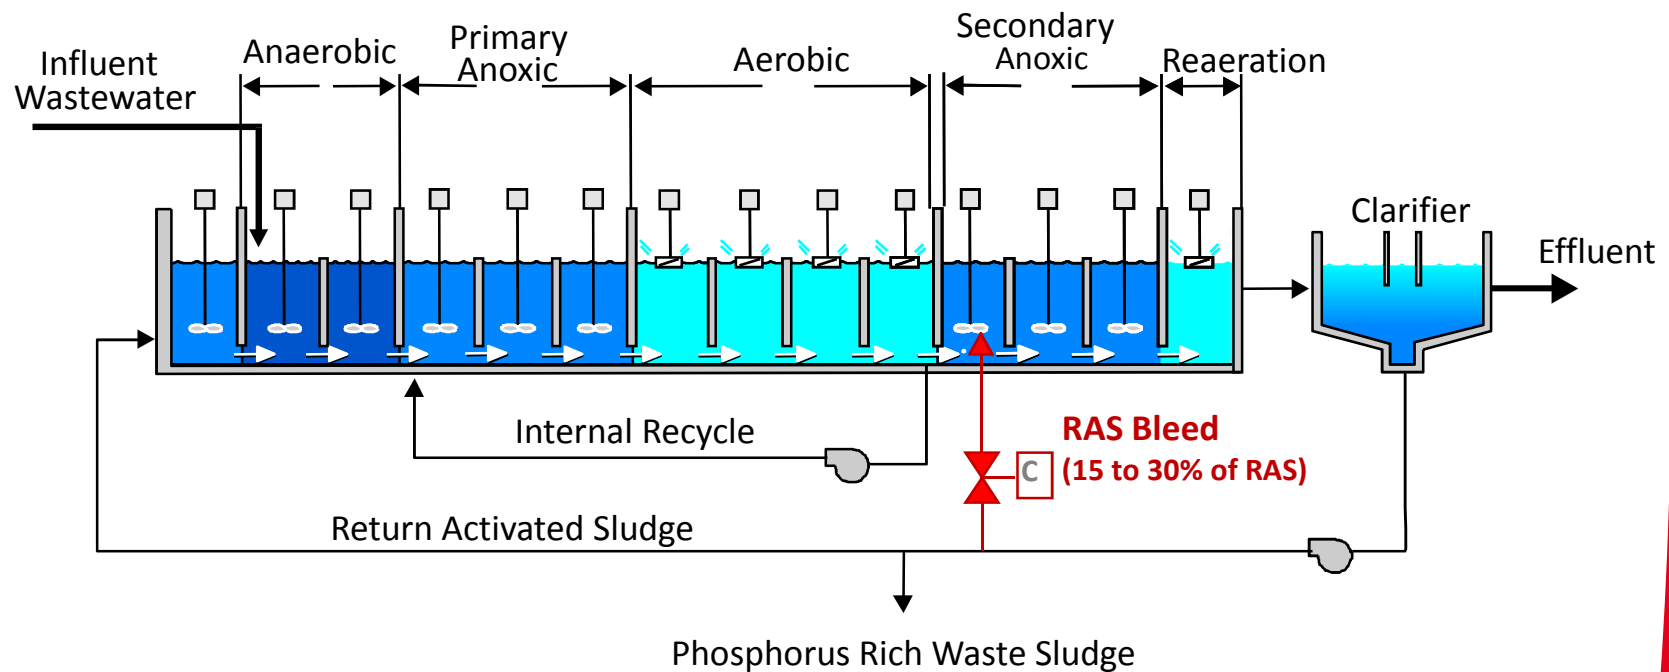 Influent
Wastewater
Anaerobic
Primary
Anoxic
Aerobic
Secondary
Anoxic
Reaeration
Clarifier
Effluent
Internal Recycle
RAS Bleed
(15 to 30% of RAS)
C
Return Activated Sludge
Phosphorus Rich Waste Sludge